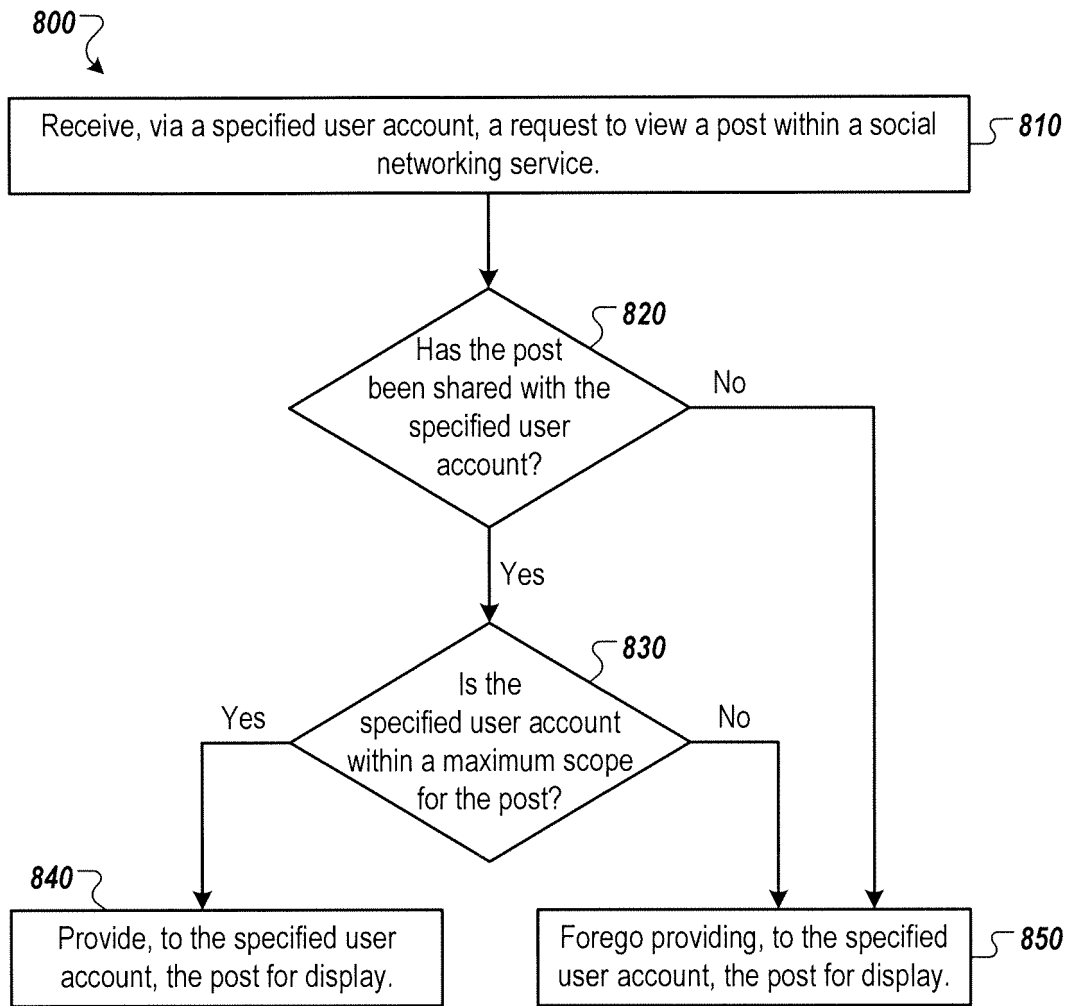 800
Receive, via a specified user account, a request to view a post within a social
networking service.
810
820
Has the post
been shared with the
specified user
account?
No
Yes
830
Is the
specified user account
within a maximum scope
for the post?
Yes
No
840
Provide, to the specified user
account, the post for display.
Forego providing, to the specified
user account, the post for display.
850